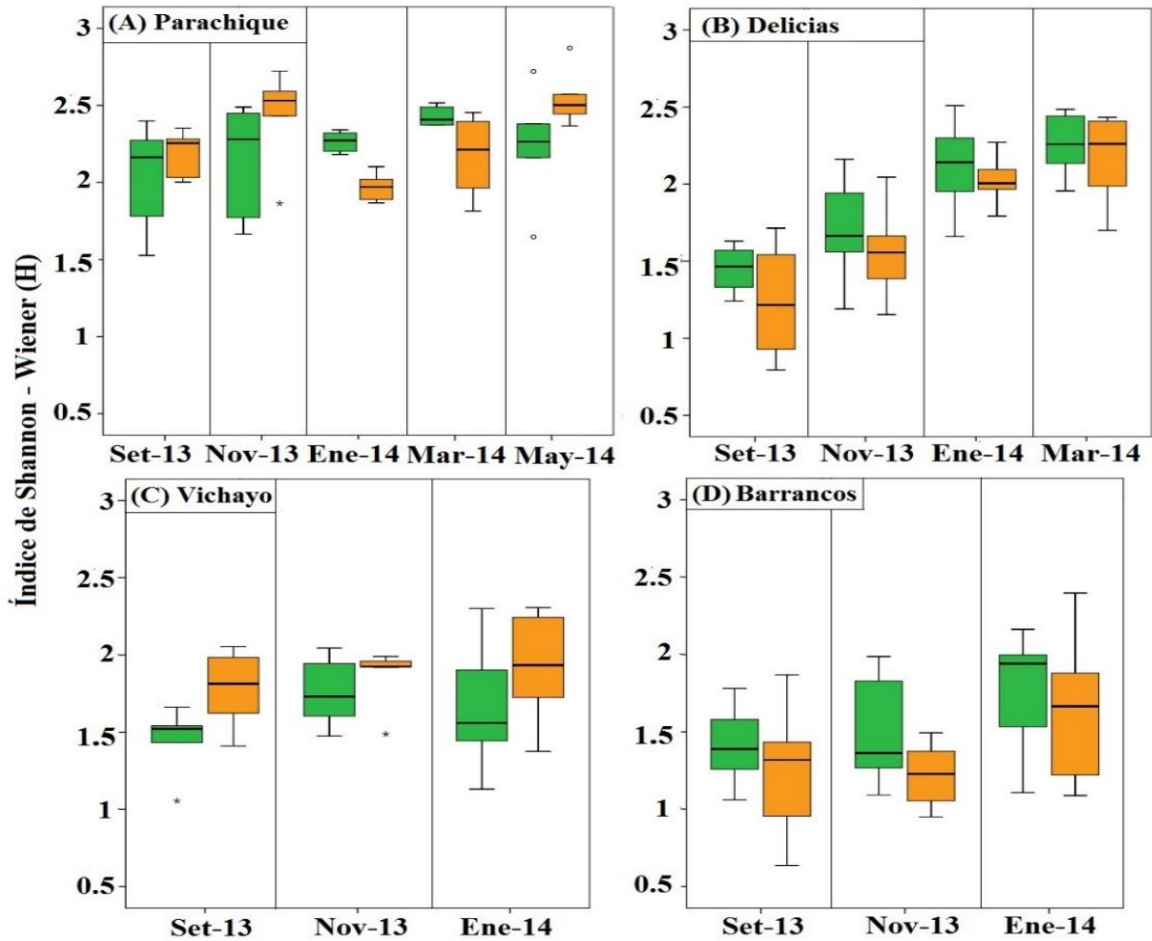 Índice de Shannon - Wiener (H)
(A) Parachique
3
2.5
2
1.5
1
0.5
Set-13 Nov-13 Ene-14 Mar-14 May-14
(B) Delicias
3
2.5
2
1.5
1
0.5
Set-13 Nov-13 Ene-14 Mar-14
(C) Vichayo
3
2.5
2
1.5
1
0.5
Set-13 Nov-13 Ene-14
(D) Barrancos
3
2.5
2
1.5
1
0.5
Set-13 Nov-13 Ene-14